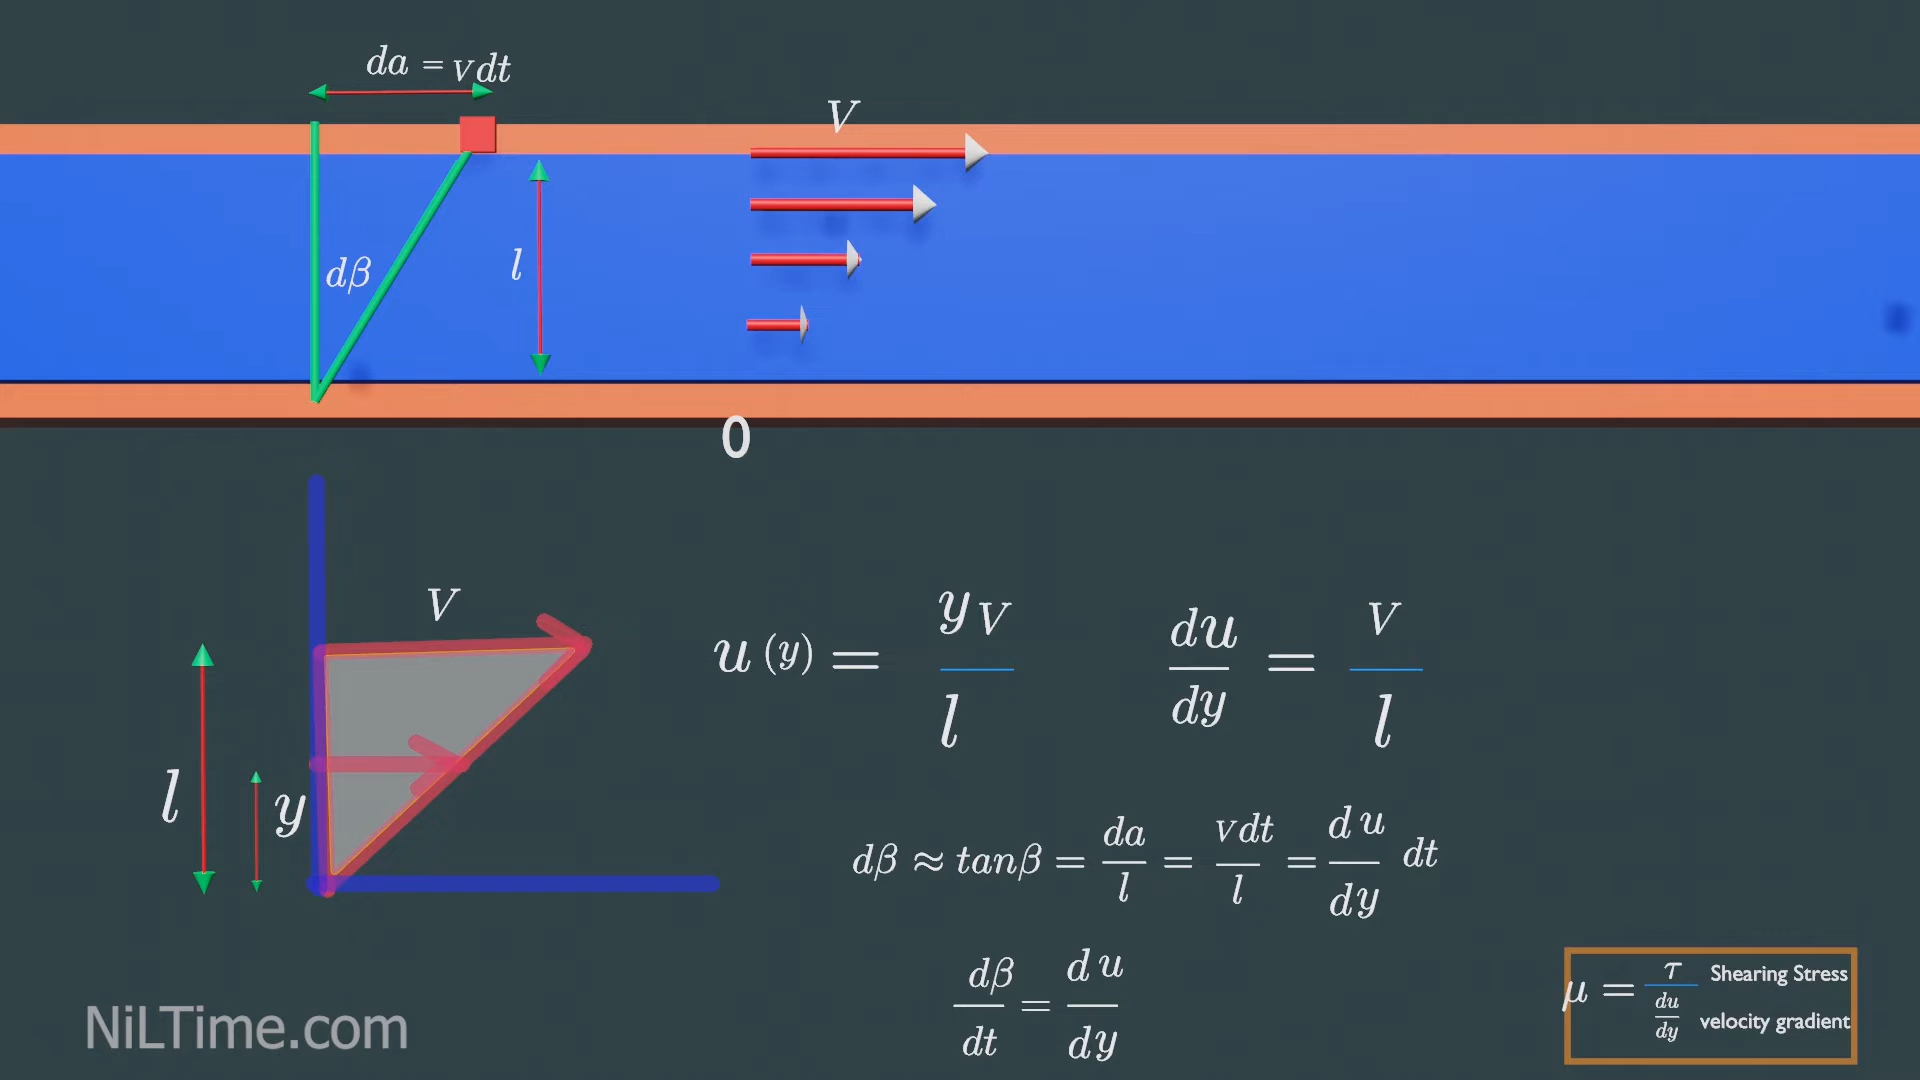 da = Vdt
V
dβ
l
0
V
l
y
u (y) = yV / l
du / dy = V / l
dβ ≈ tanβ = da / l = Vdt / l = du / dy dt
dβ / dt = du / dy
μ = τ / du / dy
Shearing Stress
velocity gradient
NiLTime.com